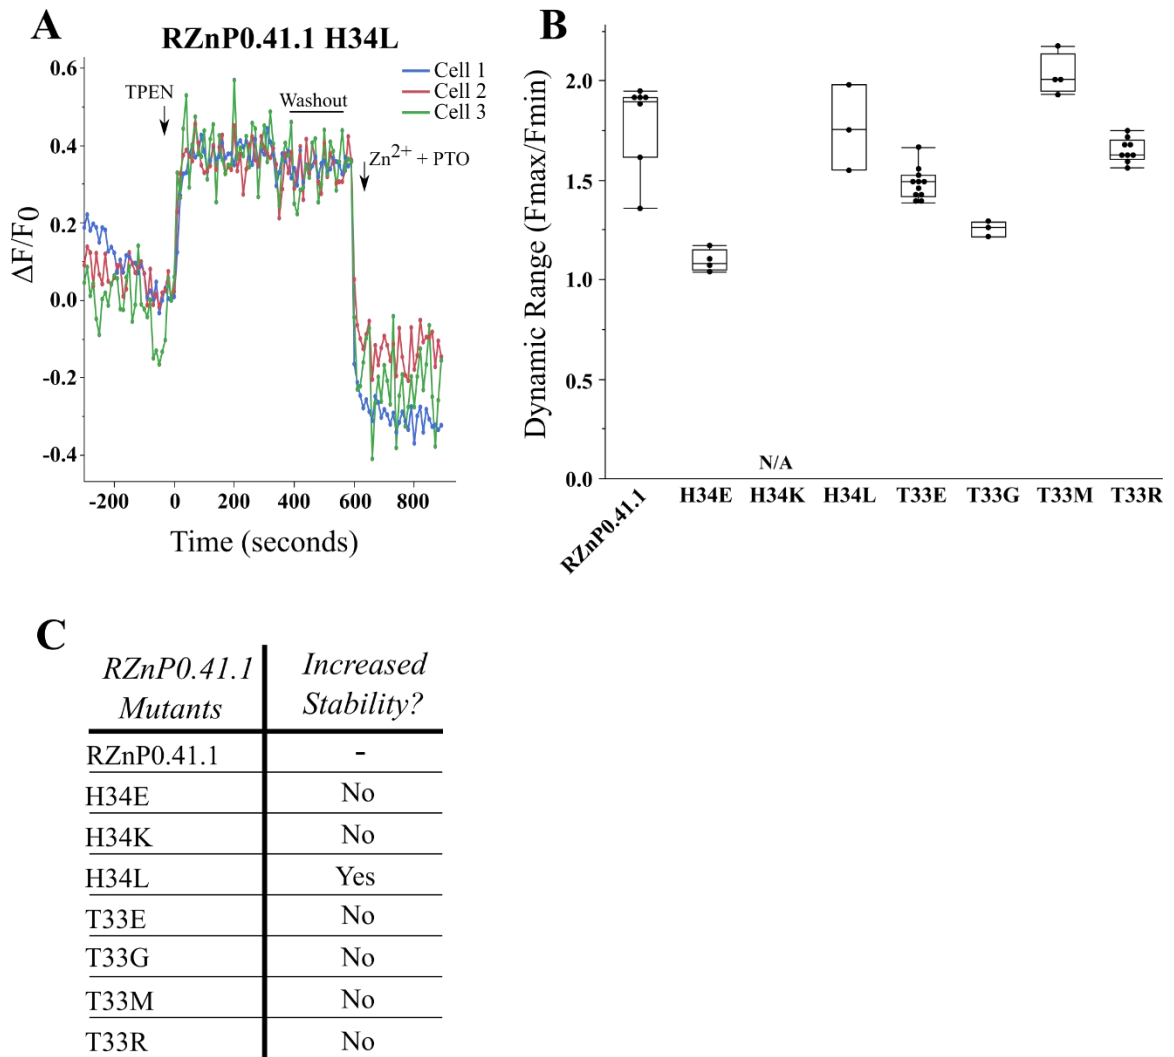 A
RZnP0.41.1 H34L
Cell 1
Cell 2
Cell 3
TPEN
Washout
Zn2+ + PTO
0.6
0.4
0.2
0.0
-0.2
-0.4
ΔF/F0
-200 0 200 400 600 800
Time (seconds)
B
Dynamic Range (Fmax/Fmin)
2.0
1.5
1.0
0.5
0.0
N/A
RZnP0.41.1 H34E H34K H34L T33E T33G T33M T33R
C
RZnP0.41.1 Increased
Mutants Stability?
RZnP0.41.1 -
H34E No
H34K No
H34L Yes
T33E No
T33G No
T33M No
T33R No